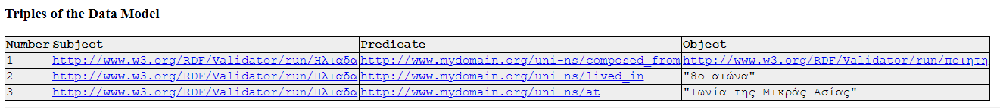 Triples of the Data Model
Number Subject Predicate Object
1 http://www.w3.org/RDF/Validator/run/Ηλιαδα http://www.mydomain.org/uni-ns/composed_from http://www.w3.org/RDF/Validator/run/ποιητη
2 http://www.w3.org/RDF/Validator/run/Ηλιαδα http://www.mydomain.org/uni-ns/lived_in "8ο αιώνα"
3 http://www.w3.org/RDF/Validator/run/Ηλιαδα http://www.mydomain.org/uni-ns/at "Ιωνία της Μικράς Ασίας"